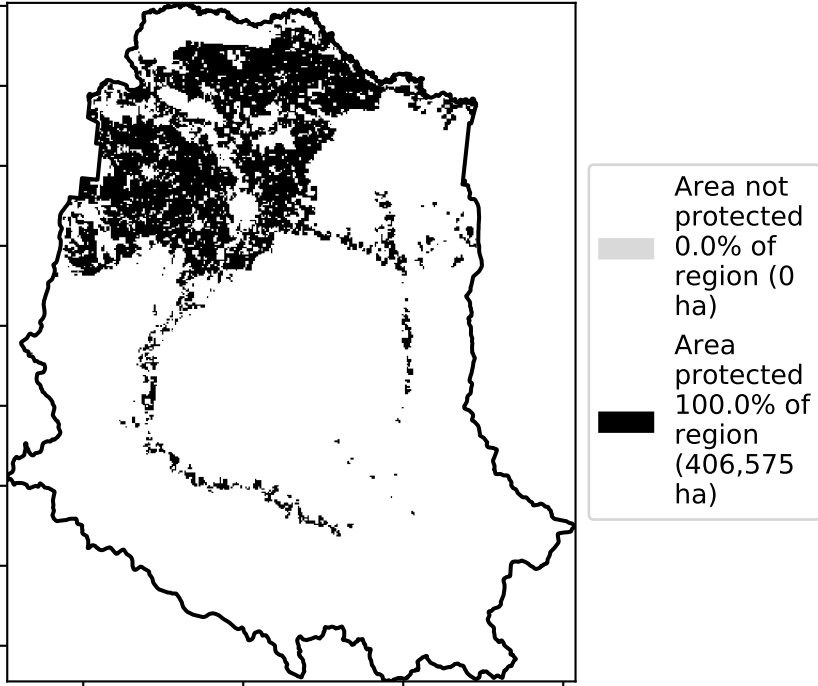 Area not
protected
0.0% of
region (0
ha)
Area
protected
100.0% of
region
(406,575
ha)